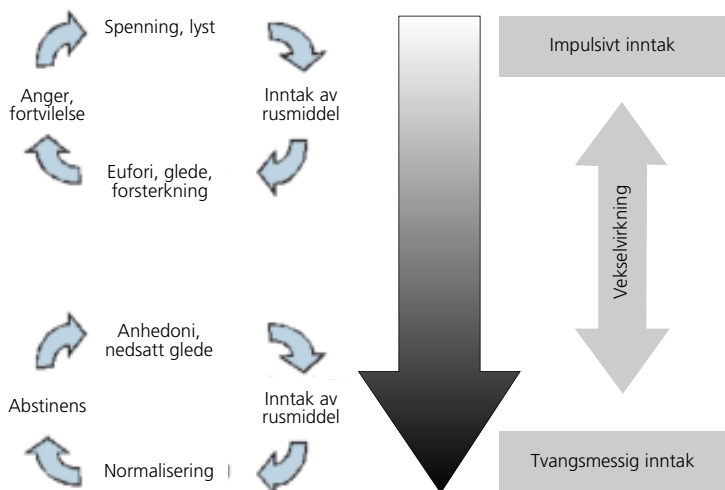 Spenning, lyst
Anger,
fortvilelse
Inntak av
rusmiddel
Eufori, glede,
forsterkning
Anhedoni,
nedsatt glede
Abstinens
Inntak av
rusmiddel
Normalisering
Impulsivt inntak
Vekselvirkning
Tvangsmessig inntak